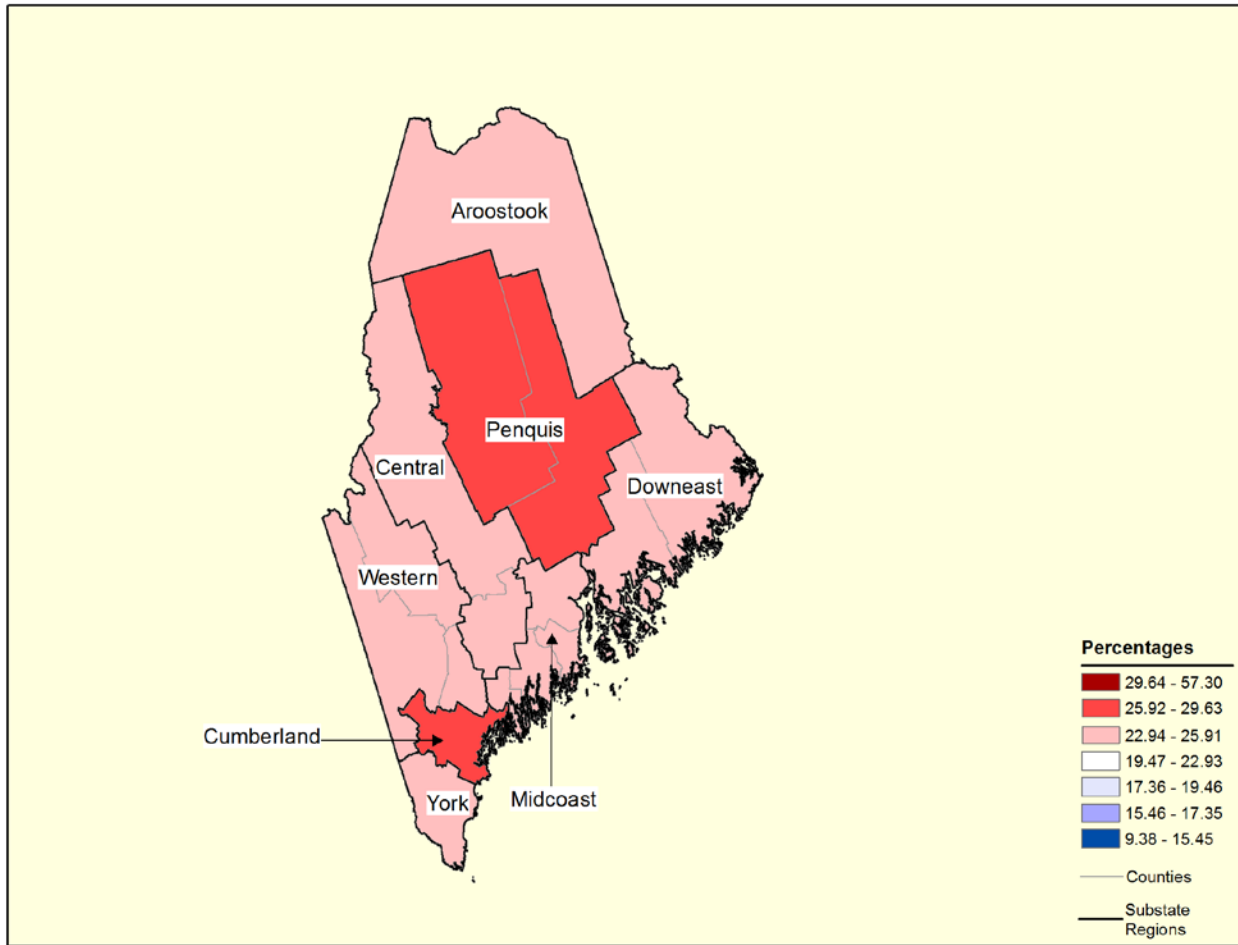 Aroostook
Penquis
Central
Downeast
Western
Cumberland
York
Midcoast
Percentages
29.64 - 57.30
25.92 - 29.63
22.94 - 25.91
19.47 - 22.93
17.36 - 19.46
15.46 - 17.35
9.38 - 15.45
Counties
Substate
Regions